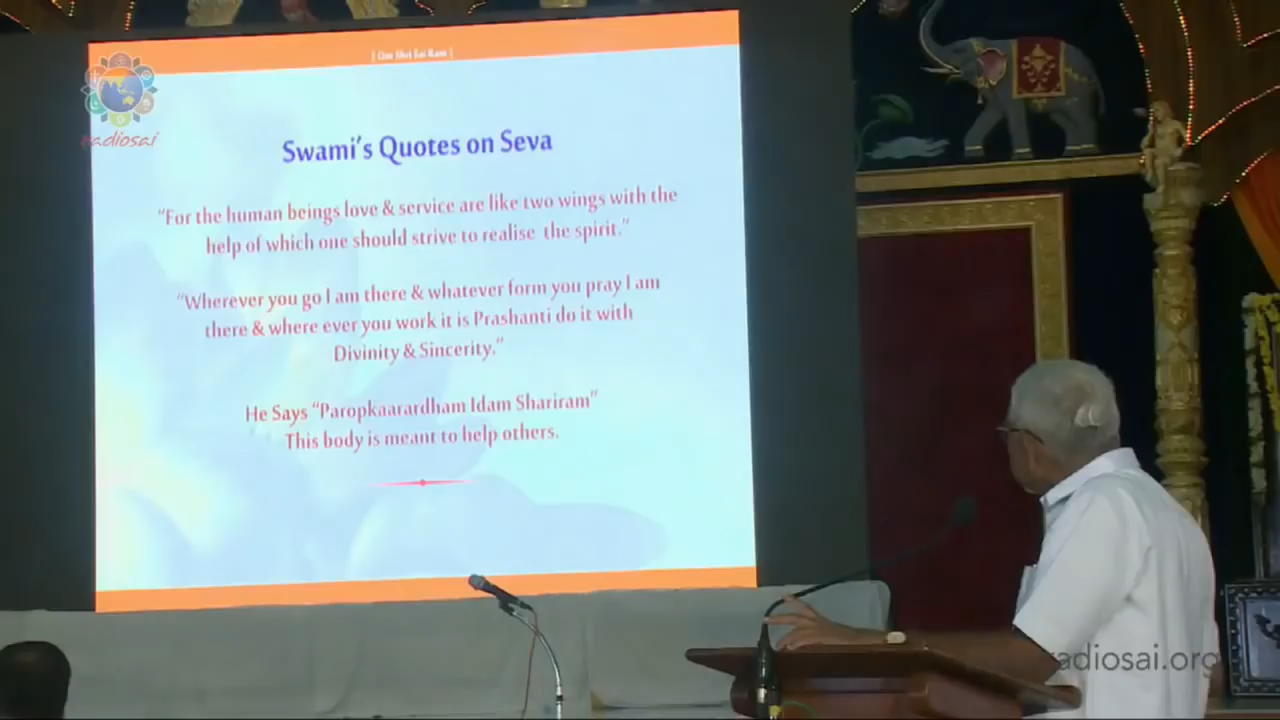 | Om Shri Sai Ram |
radiosai
Swami's Quotes on Seva
"For the human beings love & service are like two wings with the
help of which one should strive to realise the spirit."
"Wherever you go I am there & whatever form you pray I am
there & where ever you work it is Prashanti do it with
Divinity & Sincerity."
He Says "Paropkaarardham Idam Shariram"
This body is meant to help others.
radiosai.org